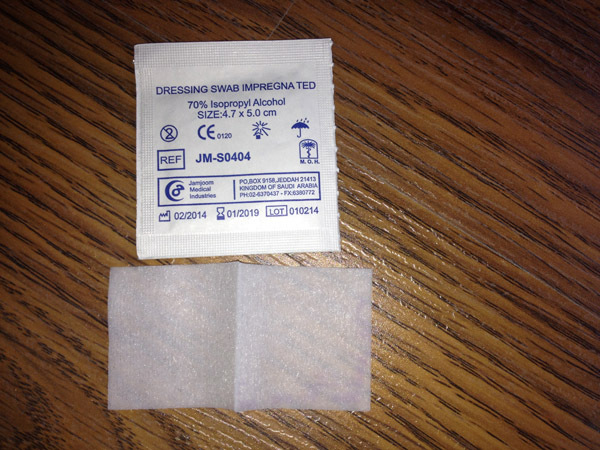 DRESSING SWAB IMPREGNA TED
70% Isopropyl Alcohol
SIZE:4.7 x 5.0 cm
2
CE 0120
M. O. H.
REF JM-S0404
Jamjoom
Medical
Industries
P.O,BOX 9158,JEDDAH 21413
KINGDOM OF SAUDI ARABIA
PH:02-6370437 - FX:6380772
02/2014 01/2019 LOT 010214